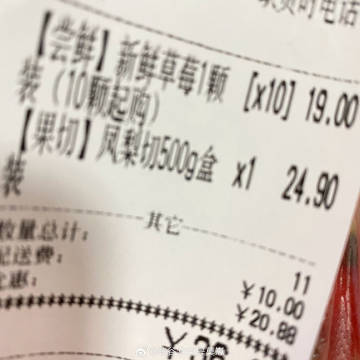 电话
【尝鲜】新鲜草莓1颗 [x10] 19.00
装（10颗起购）
【果切】凤梨切500g盒 x1 24.90
装
其它
数量总计： 11
配送费： ￥10.00
优惠： ￥20.88